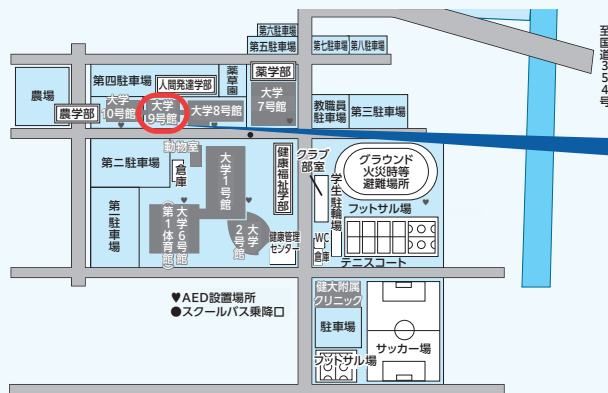 第六駐車場
第五駐車場
第七駐車場
第八駐車場
至国道354号
農場
第四駐車場
人間発達学部
薬草園
薬学部
大学
7号館
農学部
大学
10号館
大学
9号館
大学8号館
教職員
駐車場
第三駐車場
第二駐車場
動物室
倉庫
大学1号館
健康福祉学部
クラブ
部室
学生駐輪場
グラウンド
火災時等
避難場所
フットサル場
第一駐車場
大学6号館
(第1体育館)
大学
2号館
健康管理
センター
WC
倉庫
テニスコート
♥AED設置場所
●スクールバス乗降口
健大附属
クリニック
駐車場
サッカー場
フットサル場